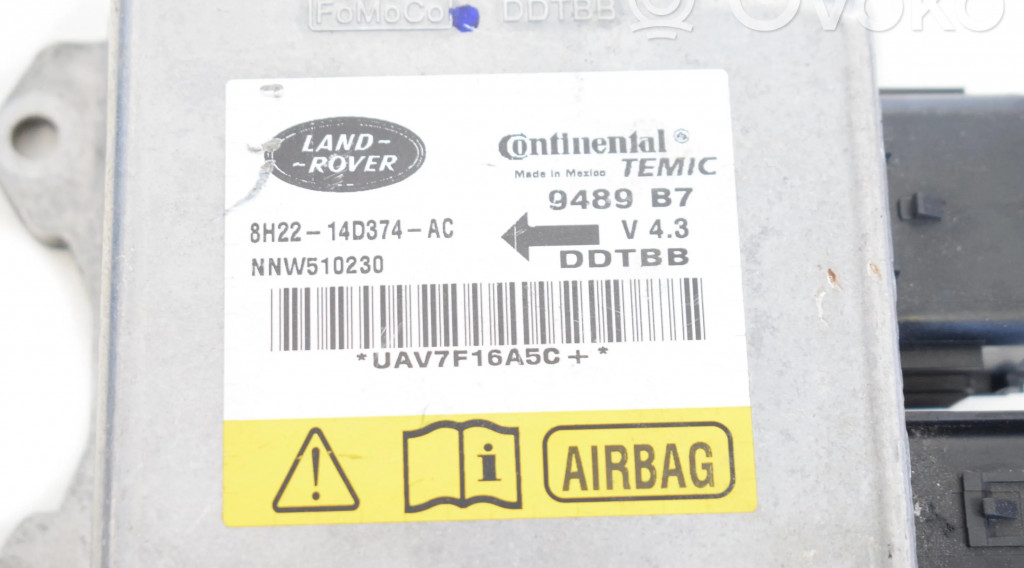 FoMoCo DDTBB
Ovoko
LAND-
-ROVER
Continental
Made in Mexico TEMIC
9489 B7
8H22-14D374-AC
V 4.3
NNW510230
DDTBB
*UAV7F16A5C+*
i
AIRBAG